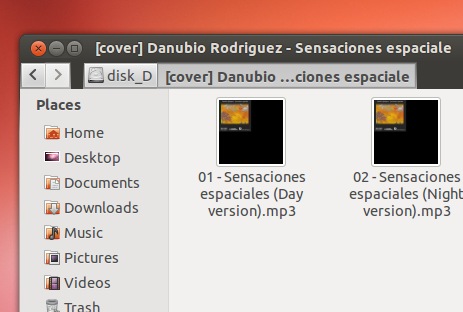 [cover] Danubio Rodriguez - Sensaciones espaciale
disk_D
[cover] Danubio ...ciones espaciale
Places
Home
Desktop
Documents
Downloads
Music
Pictures
Videos
Trash
01 - Sensaciones
espaciales (Day
version).mp3
02 - Sensaciones
espaciales (Night
version).mp3